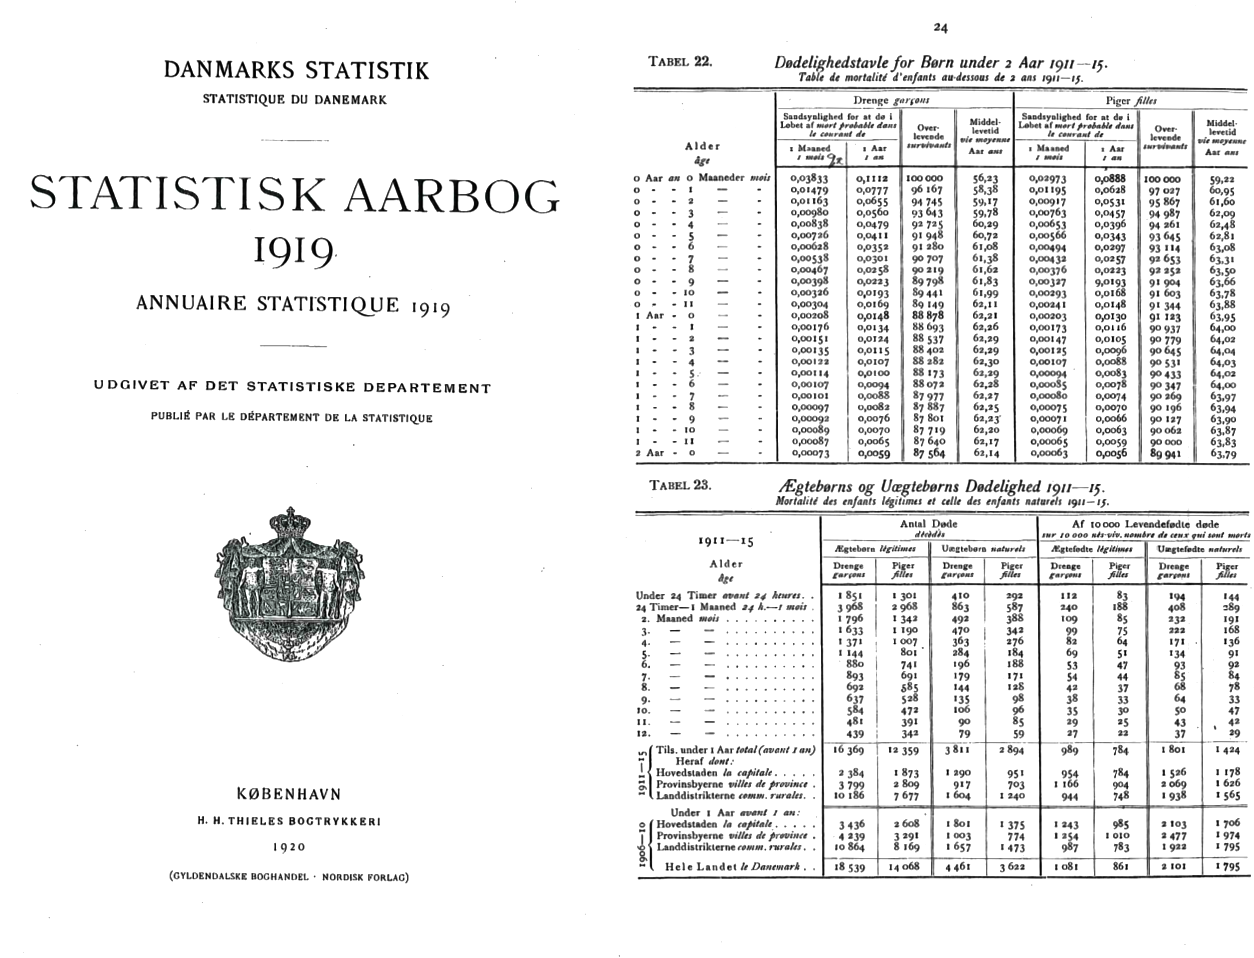 DANMARKS STATISTIK
STATISTIQUE DU DANEMARK
STATISTISK AARBOG
1919
ANNUAIRE STATISTIQUE 1919
UDGIVET AF DET STATISTISKE DEPARTEMENT
PUBLIÉ PAR LE DÉPARTEMENT DE LA STATISTIQUE
KØBENHAVN
H. H. THIELES BOGTRYKKERI
1920
(GYLDENDALSKE BOGHANDEL · NORDISK FORLAG)
24
TABEL 22. Dødelighedstavle for Børn under 2 Aar 1911—15.
Table de mortalité d'enfants au-dessous de 2 ans 1911—15.
Drenge garçons Piger filles
Alder âge
Sandsynlighed for at dø i Løbet af mort probable dans le courant de
1 Maaned 1 mois 1 Aar 1 an
Overlevende survivants
Middellevetid vie moyenne Aar ans
Sandsynlighed for at dø i Løbet af mort probable dans le courant de
1 Maaned 1 mois 1 Aar 1 an
Overlevende survivants
Middellevetid vie moyenne Aar ans
0 Aar an 0 Maaneder mois 0,03833 0,1112 100 000 56,23 0,02973 0,0888 100 000 59,22
0 - - 1 — - 0,01479 0,0777 96 167 58,38 0,01195 0,0628 97 027 60,95
0 - - 2 — - 0,01163 0,0655 94 745 59,17 0,00917 0,0531 95 867 61,60
0 - - 3 — - 0,00980 0,0560 93 643 59,78 0,00763 0,0457 94 987 62,09
0 - - 4 — - 0,00838 0,0479 92 725 60,29 0,00653 0,0396 94 261 62,48
0 - - 5 — - 0,00726 0,0411 91 948 60,72 0,00566 0,0343 93 645 62,81
0 - - 6 — - 0,00628 0,0352 91 280 61,08 0,00494 0,0297 93 114 63,08
0 - - 7 — - 0,00538 0,0301 90 707 61,38 0,00432 0,0257 92 653 63,31
0 - - 8 — - 0,00467 0,0258 90 219 61,62 0,00376 0,0223 92 252 63,50
0 - - 9 — - 0,00398 0,0223 89 798 61,83 0,00327 9,0193 91 904 63,66
0 - - 10 — - 0,00326 0,0193 89 441 61,99 0,00293 0,0168 91 603 63,78
0 - - 11 — - 0,00304 0,0169 89 149 62,11 0,00241 0,0148 91 344 63,88
1 Aar - 0 — - 0,00208 0,0148 88 878 62,21 0,00203 0,0130 91 123 63,95
1 - - 1 — - 0,00176 0,0134 88 693 62,26 0,00173 0,0116 90 937 64,00
1 - - 2 — - 0,00151 0,0124 88 537 62,29 0,00147 0,0105 90 779 64,02
1 - - 3 — - 0,00135 0,0115 88 402 62,29 0,00125 0,0096 90 645 64,04
1 - - 4 — - 0,00122 0,0107 88 282 62,30 0,00107 0,0088 90 531 64,03
1 - - 5 — - 0,00114 0,0100 88 173 62,29 0,00094 0,0083 90 433 64,02
1 - - 6 — - 0,00107 0,0094 88 072 62,28 0,00085 0,0078 90 347 64,00
1 - - 7 — - 0,00101 0,0088 87 977 62,27 0,00080 0,0074 90 269 63,97
1 - - 8 — - 0,00097 0,0082 87 887 62,25 0,00075 0,0070 90 196 63,94
1 - - 9 — - 0,00092 0,0076 87 801 62,23 0,00071 0,0066 90 127 63,90
1 - - 10 — - 0,00089 0,0070 87 719 62,20 0,00069 0,0063 90 062 63,87
1 - - 11 — - 0,00087 0,0065 87 640 62,17 0,00065 0,0059 90 000 63,83
2 Aar - 0 — - 0,00073 0,0059 87 564 62,14 0,00063 0,0056 89 941 63,79
TABEL 23. Ægtebørns og Uægtebørns Dødelighed 1911—15.
Mortalité des enfants légitimes et celle des enfants naturels 1911—15.
1911—15
Alder âge
Antal Døde décédés
Af 10 000 Levendefødte døde sur 10 000 nés-viv. nombre de ceux qui sont morts
Ægtebørn légitimes Uægtebørn naturels Ægtefødte légitimes Uægtefødte naturels
Drenge garçons Piger filles Drenge garçons Piger filles Drenge garçons Piger filles Drenge garçons Piger filles
Under 24 Timer avant 24 heures. . 1 851 1 301 410 292 112 83 194 144
24 Timer—1 Maaned 24 h.—1 mois . 3 968 2 968 863 587 240 188 408 289
2. Maaned mois . . . . . . . . . . 1 796 1 342 492 388 109 85 232 191
3. — — . . . . . . . . . . 1 633 1 190 470 342 99 75 222 168
4. — — . . . . . . . . . . 1 371 1 007 363 276 82 64 171 136
5. — — . . . . . . . . . . 1 144 801 284 184 69 51 134 91
6. — — . . . . . . . . . . 880 741 196 188 53 47 93 92
7. — — . . . . . . . . . . 893 691 179 171 54 44 85 84
8. — — . . . . . . . . . . 692 585 144 128 42 37 68 78
9. — — . . . . . . . . . . 637 528 135 98 38 33 64 33
10. — — . . . . . . . . . . 584 472 106 96 35 30 50 47
11. — — . . . . . . . . . . 481 391 90 85 29 25 43 42
12. — — . . . . . . . . . . 439 342 79 59 27 22 37 29
1911—15
Tils. under 1 Aar total (avant 1 an) 16 369 12 359 3 811 2 894 989 784 1 801 1 424
Heraf dont:
Hovedstaden la capitale . . . . . 2 384 1 873 1 290 951 954 784 1 526 1 178
Provinsbyerne villes de province . 3 799 2 809 917 703 1 166 904 2 069 1 626
Landdistrikterne comm. rurales. . 10 186 7 677 1 604 1 240 944 748 1 938 1 565
1906—10
Under 1 Aar avant 1 an:
Hovedstaden la capitale . . . . . 3 436 2 608 1 801 1 375 1 243 985 2 103 1 706
Provinsbyerne villes de province . 4 239 3 291 1 003 774 1 254 1 010 2 477 1 974
Landdistrikterne comm. rurales. . 10 864 8 169 1 657 1 473 987 783 1 922 1 795
Hele Landet le Danemark . . 18 539 14 068 4 461 3 622 1 081 861 2 101 1 795